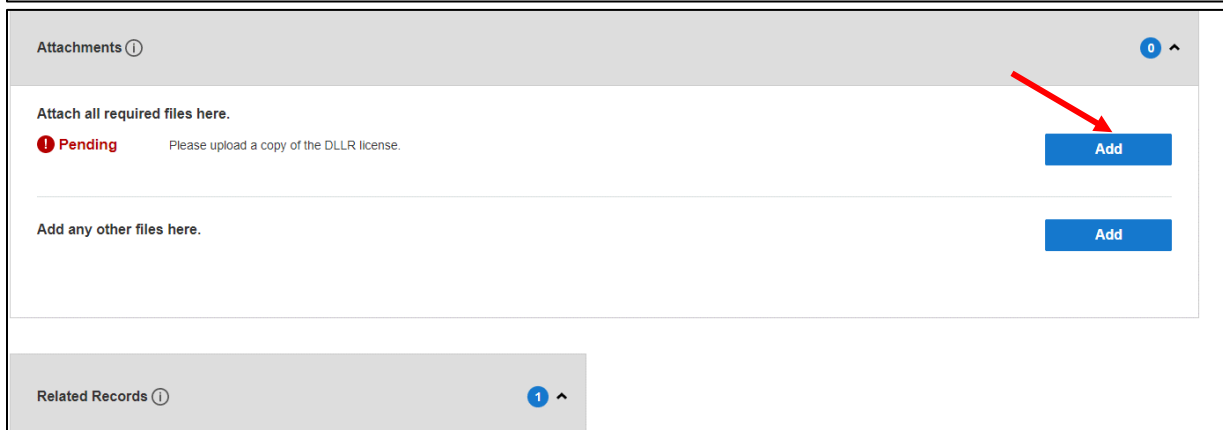 Attachments
0
Attach all required files here.
! Pending Please upload a copy of the DLLR license.
Add
Add any other files here.
Add
Related Records
1